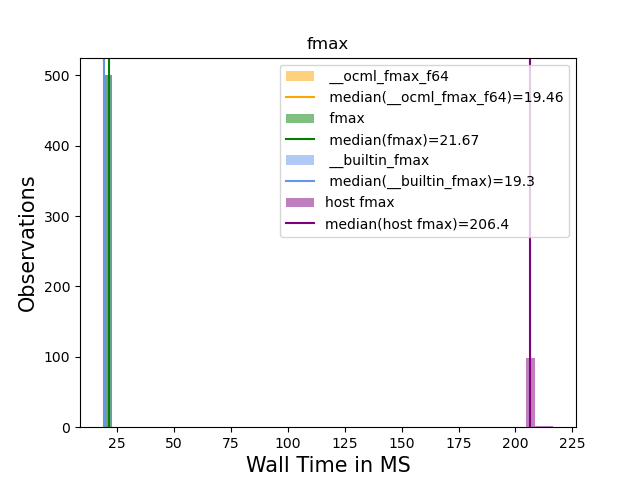 fmax
__ocml_fmax_f64
median(__ocml_fmax_f64)=19.46
fmax
median(fmax)=21.67
__builtin_fmax
median(__builtin_fmax)=19.3
host fmax
median(host fmax)=206.4
Observations
500
400
300
200
100
0
25 50 75 100 125 150 175 200 225
Wall Time in MS